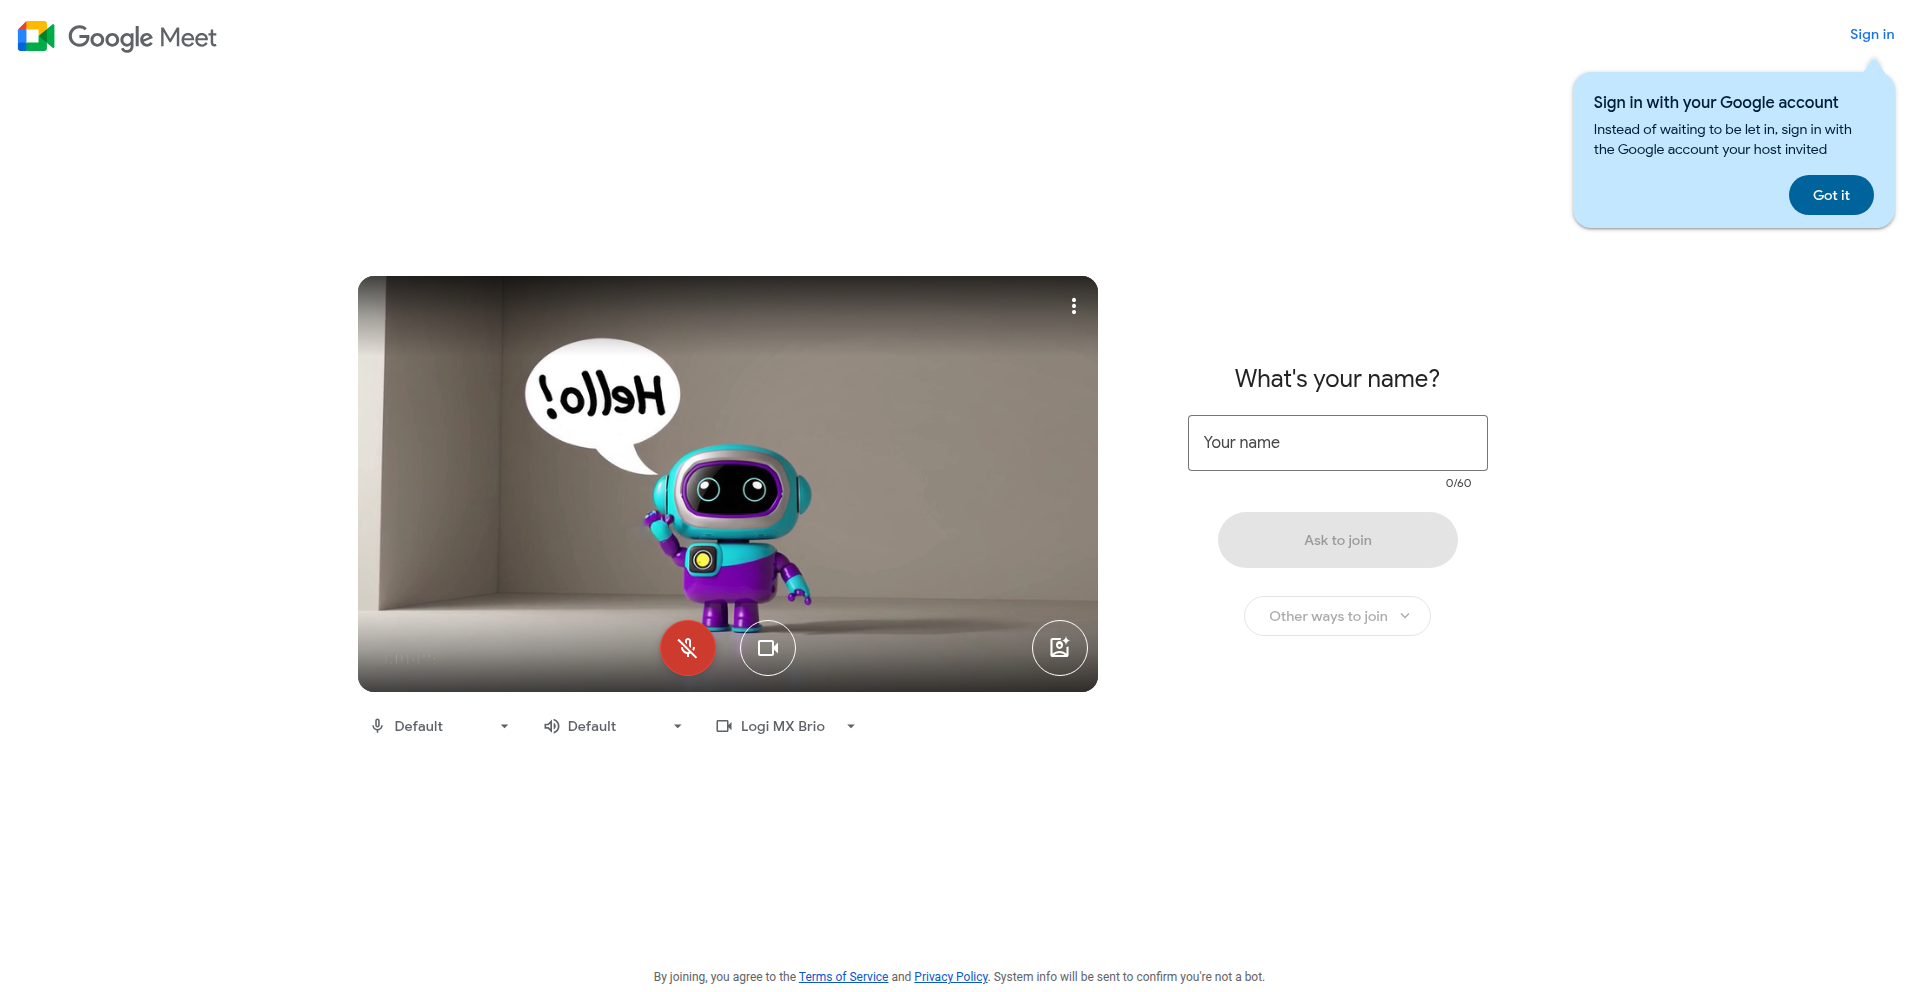 Google Meet
Sign in
Sign in with your Google account
Instead of waiting to be let in, sign in with
the Google account your host invited
Got it
Hello!
What's your name?
Your name
0/60
Ask to join
Other ways to join
Default
Default
Logi MX Brio
By joining, you agree to the Terms of Service and Privacy Policy. System info will be sent to confirm you're not a bot.